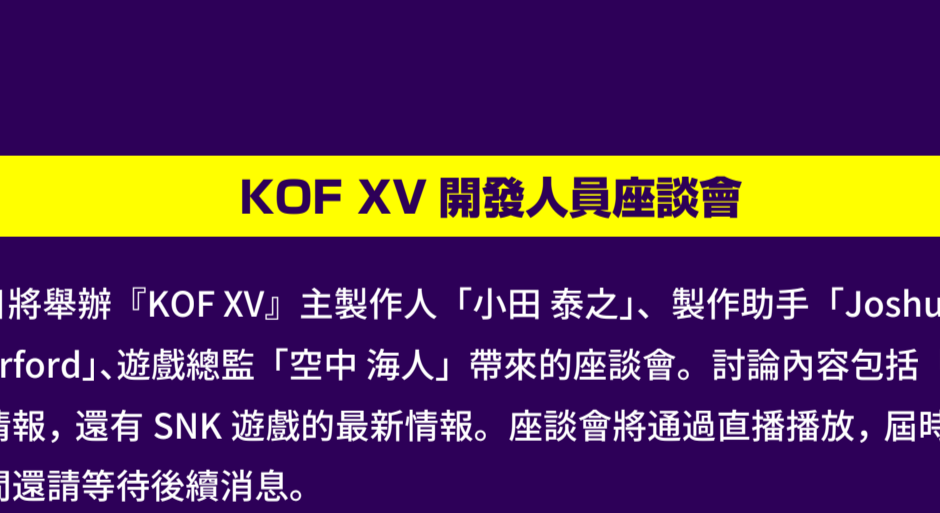 KOF XV 開發人員座談會
將舉辦『KOF XV』主製作人「小田 泰之」、製作助手「Joshu
rford」、遊戲總監「空中 海人」帶來的座談會。討論內容包括
情報，還有 SNK 遊戲的最新情報。座談會將通過直播播放，屆時
間還請等待後續消息。